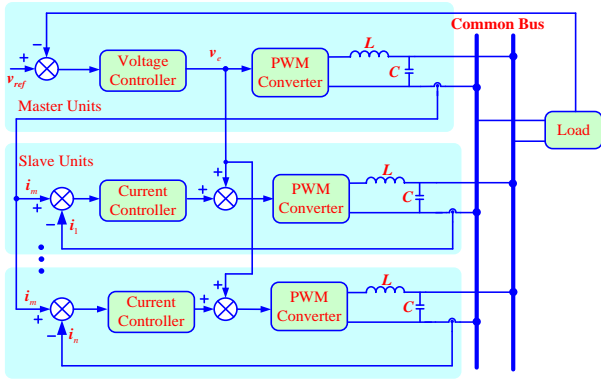 Common Bus
−
+
v_ref
Voltage
Controller
v_c
PWM
Converter
L
C
Master Units
Load
Slave Units
i_m
+
−
i_1
Current
Controller
+
+
PWM
Converter
L
C
i_m
+
−
i_n
Current
Controller
+
+
PWM
Converter
L
C